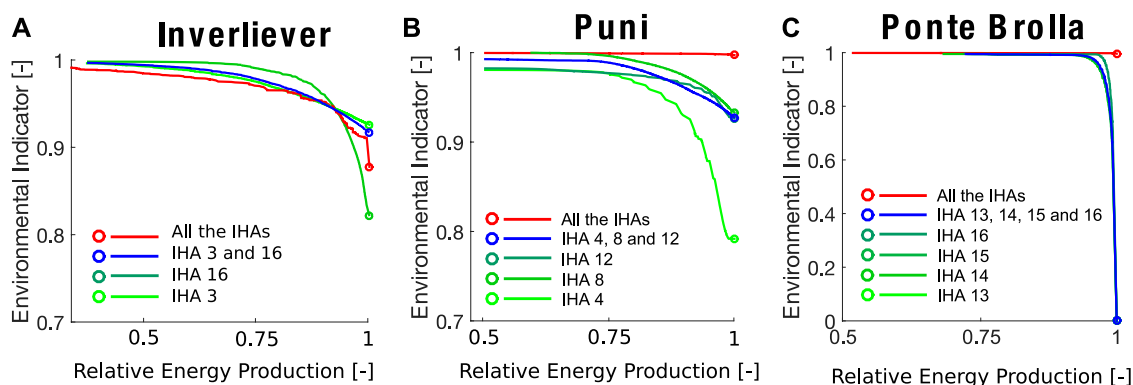 A
Inverliever
Environmental Indicator [-]
1
0.9
0.8
0.7
All the IHAs
IHA 3 and 16
IHA 16
IHA 3
0.5
0.75
1
Relative Energy Production [-]
B
Puni
Environmental Indicator [-]
1
0.9
0.8
0.7
All the IHAs
IHA 4, 8 and 12
IHA 12
IHA 8
IHA 4
0.5
0.75
1
Relative Energy Production [-]
C
Ponte Brolla
Environmental Indicator [-]
1
0.8
0.6
0.4
0.2
0
All the IHAs
IHA 13, 14, 15 and 16
IHA 16
IHA 15
IHA 14
IHA 13
0.5
0.75
1
Relative Energy Production [-]